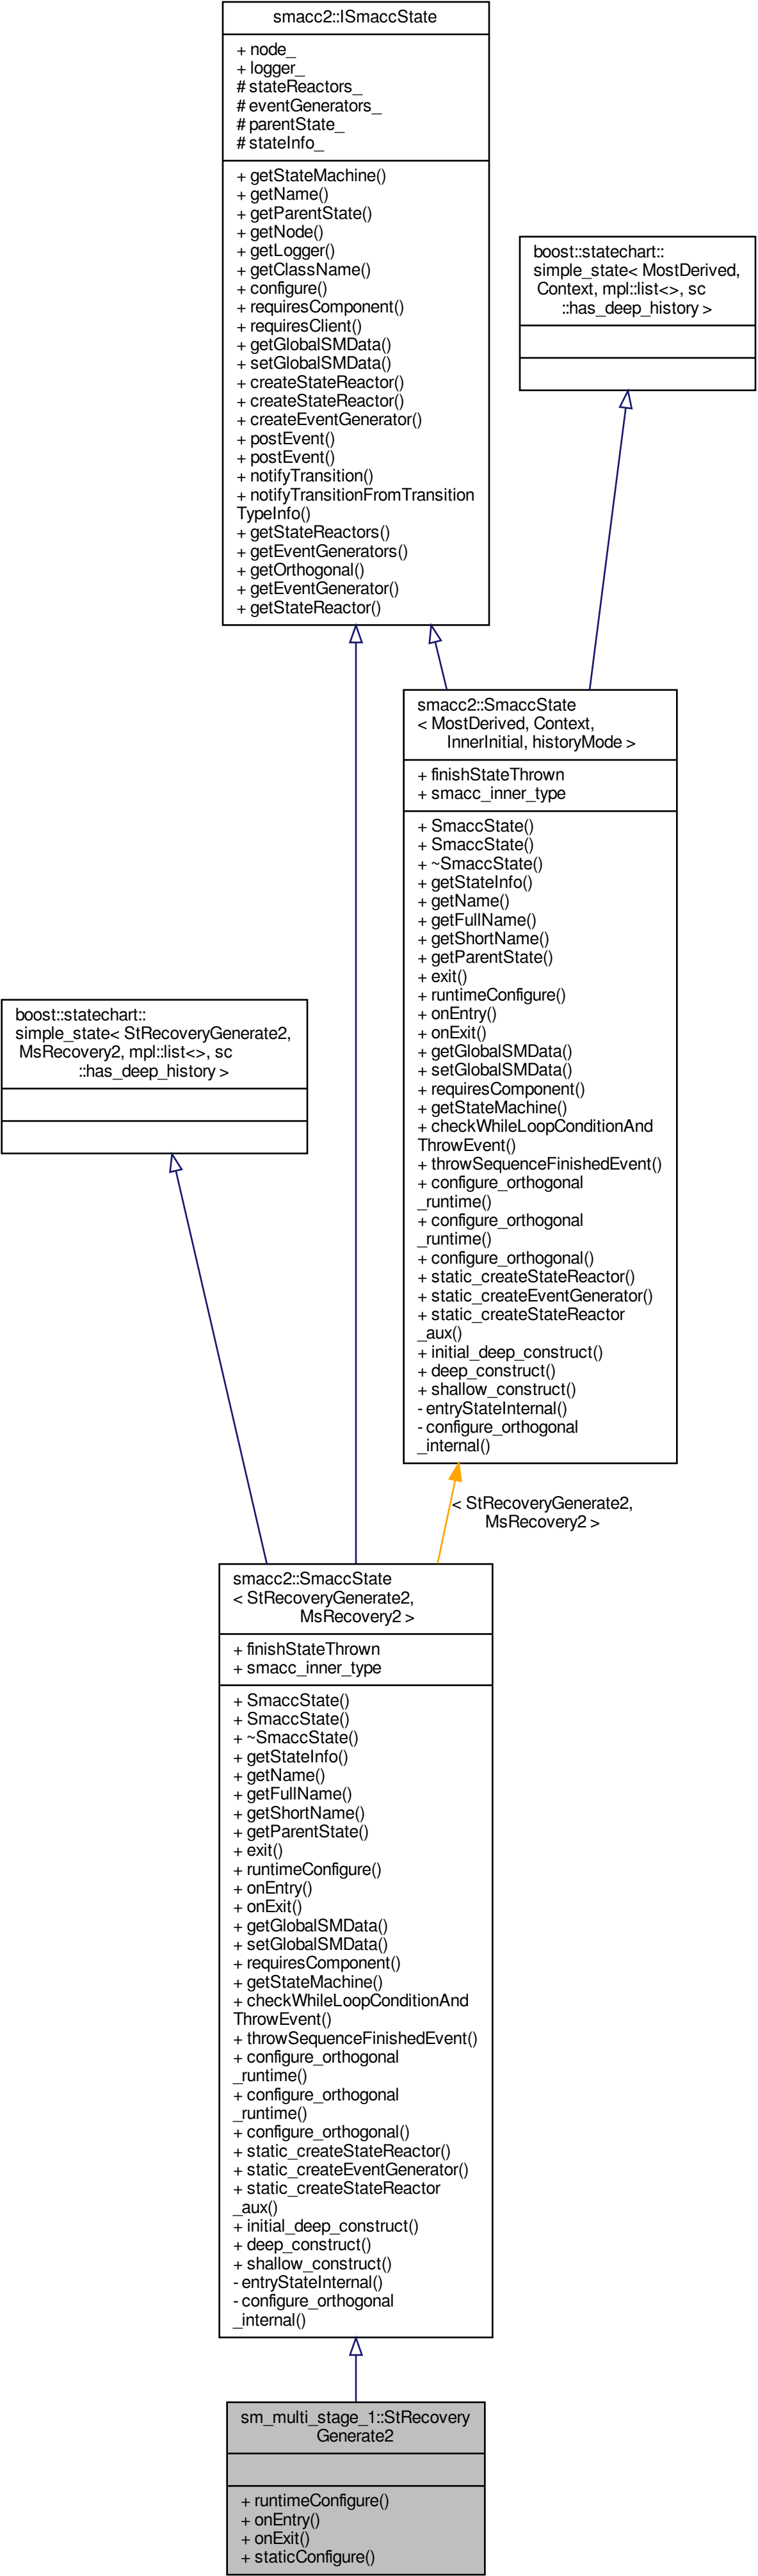 smacc2::ISmaccState
+ node_
+ logger_
# stateReactors_
# eventGenerators_
# parentState_
# stateInfo_
+ getStateMachine()
+ getName()
+ getParentState()
+ getNode()
+ getLogger()
+ getClassName()
+ configure()
+ requiresComponent()
+ requiresClient()
+ getGlobalSMData()
+ setGlobalSMData()
+ createStateReactor()
+ createStateReactor()
+ createEventGenerator()
+ postEvent()
+ postEvent()
+ notifyTransition()
+ notifyTransitionFromTransition
TypeInfo()
+ getStateReactors()
+ getEventGenerators()
+ getOrthogonal()
+ getEventGenerator()
+ getStateReactor()
boost::statechart::
simple_state< MostDerived,
Context, mpl::list<>, sc
::has_deep_history >
smacc2::SmaccState
< MostDerived, Context,
InnerInitial, historyMode >
+ finishStateThrown
+ smacc_inner_type
+ SmaccState()
+ SmaccState()
+ ~SmaccState()
+ getStateInfo()
+ getName()
+ getFullName()
+ getShortName()
+ getParentState()
+ exit()
+ runtimeConfigure()
+ onEntry()
+ onExit()
+ getGlobalSMData()
+ setGlobalSMData()
+ requiresComponent()
+ getStateMachine()
+ checkWhileLoopConditionAnd
ThrowEvent()
+ throwSequenceFinishedEvent()
+ configure_orthogonal
_runtime()
+ configure_orthogonal
_runtime()
+ configure_orthogonal()
+ static_createStateReactor()
+ static_createEventGenerator()
+ static_createStateReactor
_aux()
+ initial_deep_construct()
+ deep_construct()
+ shallow_construct()
- entryStateInternal()
- configure_orthogonal
_internal()
boost::statechart::
simple_state< StRecoveryGenerate2,
MsRecovery2, mpl::list<>, sc
::has_deep_history >
< StRecoveryGenerate2,
MsRecovery2 >
smacc2::SmaccState
< StRecoveryGenerate2,
MsRecovery2 >
+ finishStateThrown
+ smacc_inner_type
+ SmaccState()
+ SmaccState()
+ ~SmaccState()
+ getStateInfo()
+ getName()
+ getFullName()
+ getShortName()
+ getParentState()
+ exit()
+ runtimeConfigure()
+ onEntry()
+ onExit()
+ getGlobalSMData()
+ setGlobalSMData()
+ requiresComponent()
+ getStateMachine()
+ checkWhileLoopConditionAnd
ThrowEvent()
+ throwSequenceFinishedEvent()
+ configure_orthogonal
_runtime()
+ configure_orthogonal
_runtime()
+ configure_orthogonal()
+ static_createStateReactor()
+ static_createEventGenerator()
+ static_createStateReactor
_aux()
+ initial_deep_construct()
+ deep_construct()
+ shallow_construct()
- entryStateInternal()
- configure_orthogonal
_internal()
sm_multi_stage_1::StRecovery
Generate2
+ runtimeConfigure()
+ onEntry()
+ onExit()
+ staticConfigure()